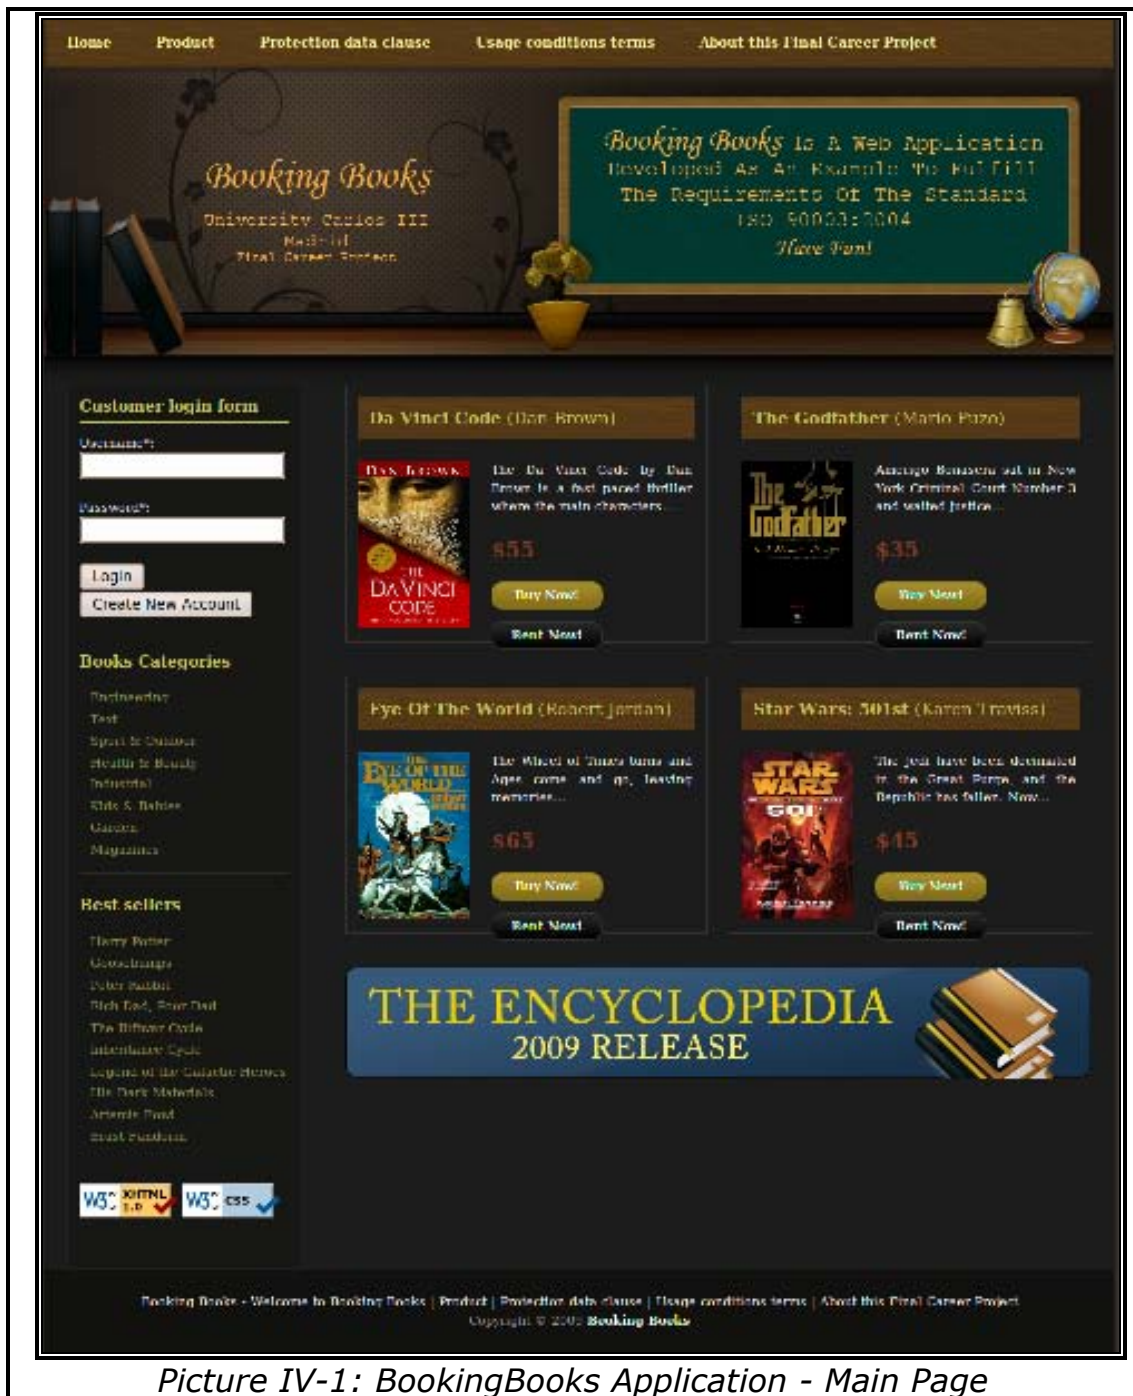 Home Product Protection data clause Usage conditions terms About this Final Career Project
Booking Books
University Carlos III
Madrid
Final Career Project
Booking Books Is A Web Application
Developed As An Example To Fulfill
The Requirements Of The Standard
ISO 90003:2004
Have Fun!
Customer login form
Username*:
Password*:
Login
Create New Account
Books Categories
Engineering
Text
Sport & Outdoor
Health & Beauty
Industrial
Kids & Babies
Garden
Magazines
Best sellers
Harry Potter
Goosebumps
Peter Rabbit
Rich Dad, Poor Dad
The Riftwar Cycle
Inheritance Cycle
Legend of the Galactic Heroes
His Dark Materials
Artemis Fowl
W3C XHTML 1.0
W3C CSS
Da Vinci Code (Dan Brown)
DAN BROWN
THE
DA VINCI
CODE
The Da Vinci Code by Dan
Brown is a fast paced thriller
where the main characters...
$55
Buy Now!
Rent Now!
The Godfather (Mario Puzo)
The
Godfather
Amerigo Bonasera sat in New
York Criminal Court Number 3
and waited justice...
$35
Buy Now!
Rent Now!
Eye Of The World (Robert Jordan)
THE
EYE OF THE
WORLD
The Wheel of Times turns and
Ages come and go, leaving
memories...
$65
Buy Now!
Rent Now!
Star Wars: 501st (Karen Traviss)
STAR
WARS
501
The jedi have been decimated
in the Great Purge, and the
Republic has fallen. Now...
$45
Buy Now!
Rent Now!
THE ENCYCLOPEDIA
2009 RELEASE
Booking Books - Welcome to Booking Books | Product | Protection data clause | Usage conditions terms | About this Final Career Project
Copyright © 2009 Booking Books
Picture IV-1: BookingBooks Application - Main Page